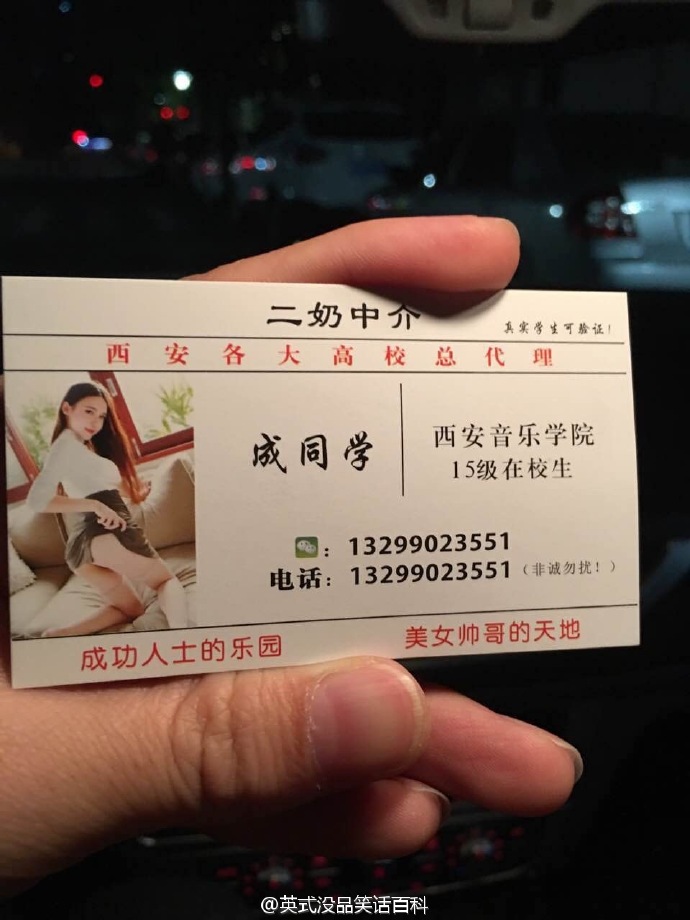 二奶中介
真实学生可验证！
西安各大高校总代理
成同学
西安音乐学院
15级在校生
：13299023551
电话：13299023551（非诚勿扰！）
成功人士的乐园
美女帅哥的天地
@英式没品笑话百科